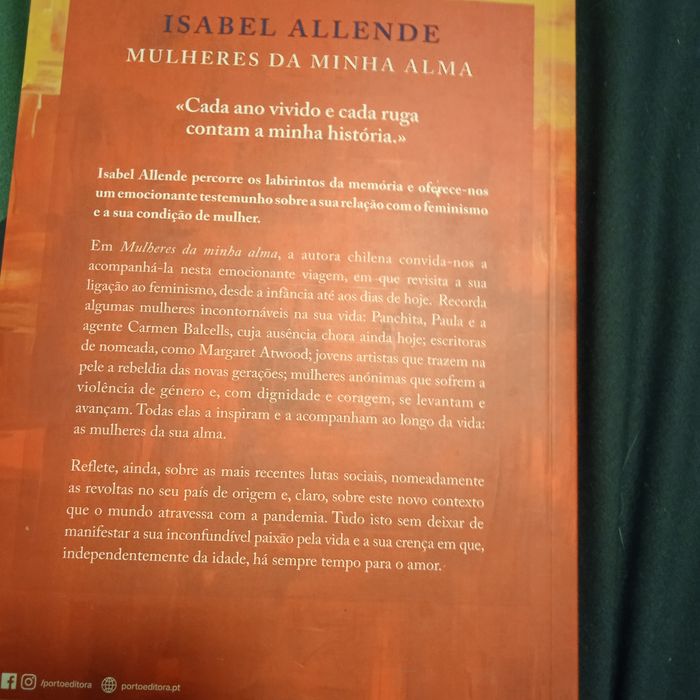 ISABEL ALLENDE
MULHERES DA MINHA ALMA
«Cada ano vivido e cada ruga
contam a minha história.»
Isabel Allende percorre os labirintos da memória e oferece-nos
um emocionante testemunho sobre a sua relação com o feminismo
e a sua condição de mulher.
Em Mulheres da minha alma, a autora chilena convida-nos a
acompanhá-la nesta emocionante viagem, em que revisita a sua
ligação ao feminismo, desde a infância até aos dias de hoje. Recorda
algumas mulheres incontornáveis na sua vida: Panchita, Paula e a
agente Carmen Balcells, cuja ausência chora ainda hoje; escritoras
de nomeada, como Margaret Atwood; jovens artistas que trazem na
pele a rebeldia das novas gerações; mulheres anónimas que sofrem a
violência de género e, com dignidade e coragem, se levantam e
avançam. Todas elas a inspiram e a acompanham ao longo da vida:
as mulheres da sua alma.
Reflete, ainda, sobre as mais recentes lutas sociais, nomeadamente
as revoltas no seu país de origem e, claro, sobre este novo contexto
que o mundo atravessa com a pandemia. Tudo isto sem deixar de
manifestar a sua inconfundível paixão pela vida e a sua crença em que,
independentemente da idade, há sempre tempo para o amor.
/portoeditora portoeditora.pt